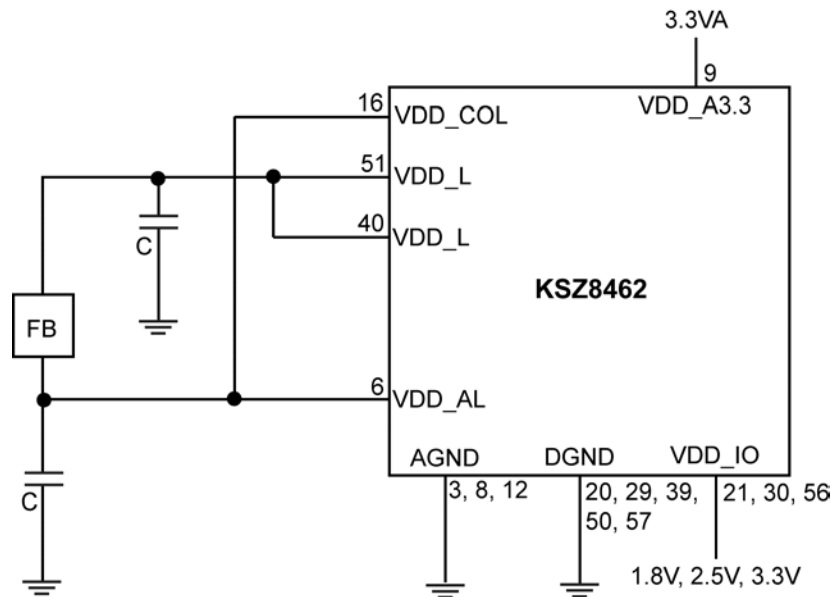 3.3VA
9
16
VDD_COL
VDD_A3.3
51
VDD_L
40
VDD_L
C
KSZ8462
FB
6
VDD_AL
AGND
DGND
VDD_IO
C
3, 8, 12
20, 29, 39,
50, 57
21, 30, 56
1.8V, 2.5V, 3.3V